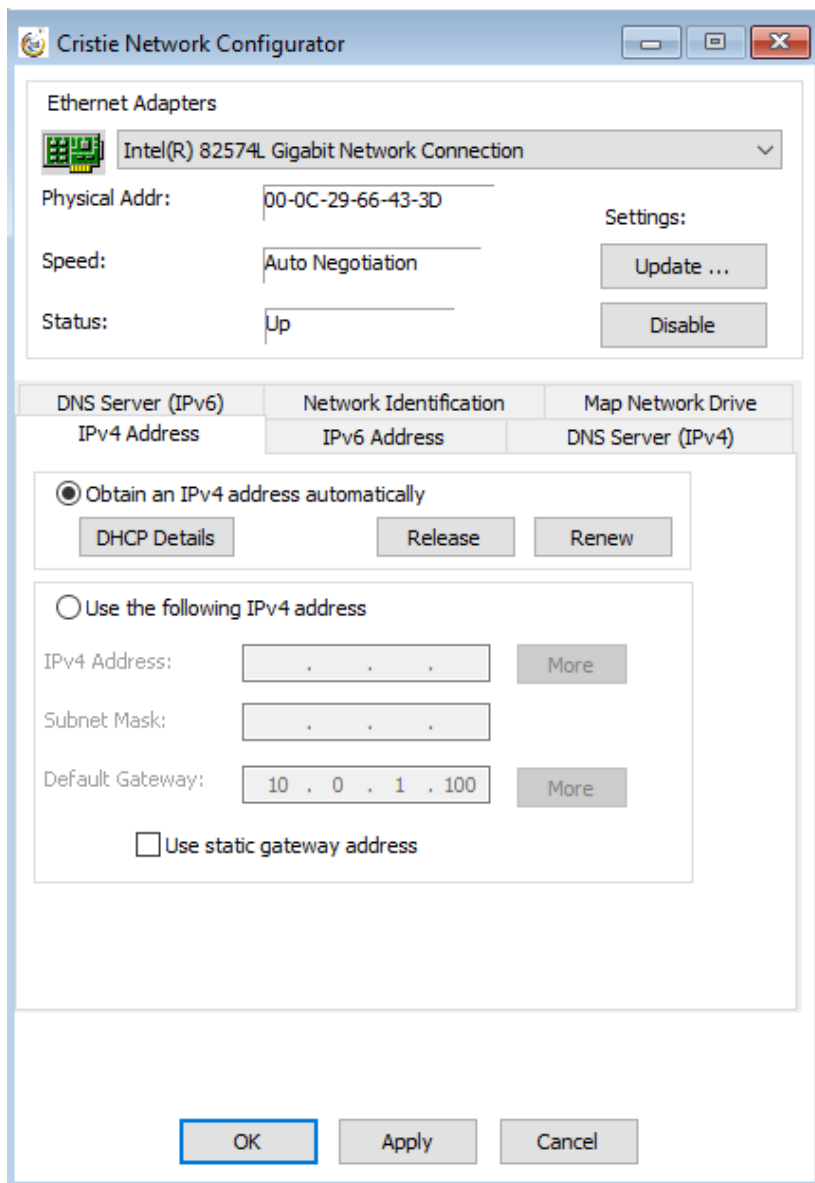 Cristie Network Configurator
Ethernet Adapters
Intel(R) 82574L Gigabit Network Connection
Physical Addr: 00-0C-29-66-43-3D
Settings:
Speed: Auto Negotiation
Update ...
Status: Up
Disable
DNS Server (IPv6) Network Identification Map Network Drive
IPv4 Address IPv6 Address DNS Server (IPv4)
Obtain an IPv4 address automatically
DHCP Details Release Renew
Use the following IPv4 address
IPv4 Address: . . . More
Subnet Mask: . . .
Default Gateway: 10 . 0 . 1 . 100 More
Use static gateway address
OK Apply Cancel